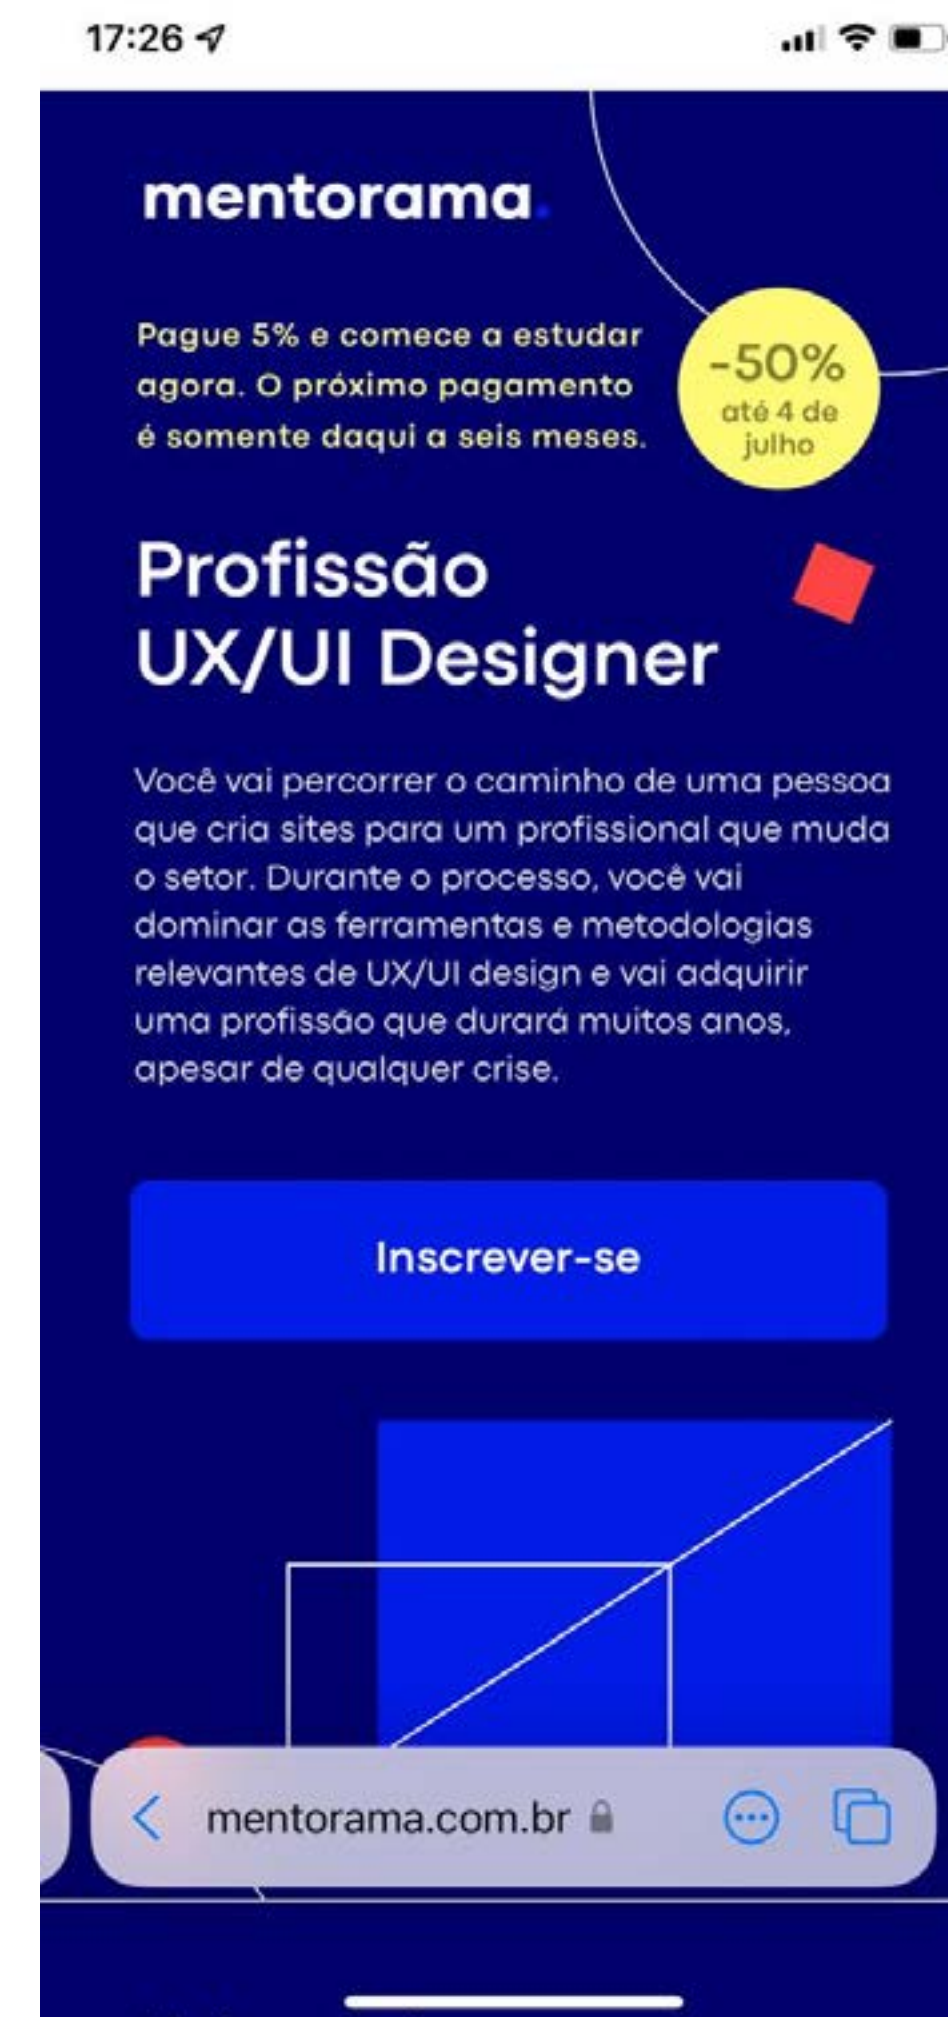 17:26
mentorama.
Pague 5% e comece a estudar
agora. O próximo pagamento
é somente daqui a seis meses.
-50%
até 4 de
julho
Profissão
UX/UI Designer
Você vai percorrer o caminho de uma pessoa
que cria sites para um profissional que muda
o setor. Durante o processo, você vai
dominar as ferramentas e metodologias
relevantes de UX/UI design e vai adquirir
uma profissão que durará muitos anos,
apesar de qualquer crise.
Inscrever-se
mentorama.com.br